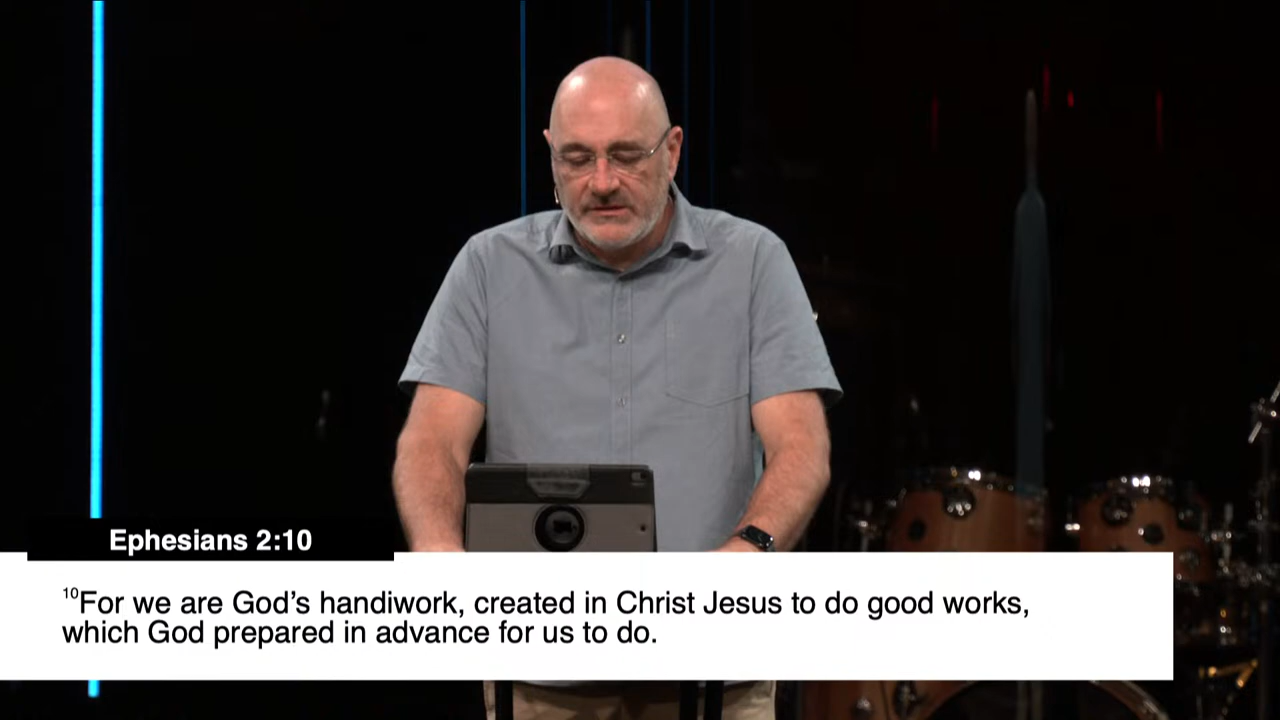 Ephesians 2:10
¹⁰For we are God’s handiwork, created in Christ Jesus to do good works,
which God prepared in advance for us to do.